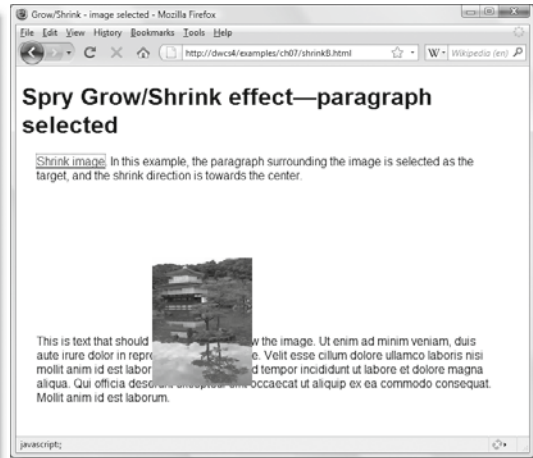 Grow/Shrink - image selected - Mozilla Firefox
File Edit View History Bookmarks Tools Help
http://dwcs4/examples/ch07/shrinkB.html
W Wikipedia (en)
Spry Grow/Shrink effect—paragraph
selected
Shrink image. In this example, the paragraph surrounding the image is selected as the
target, and the shrink direction is towards the center.
This is text that should w the image. Ut enim ad minim veniam, duis
aute irure dolor in repre e. Velit esse cillum dolore ullamco laboris nisi
mollit anim id est labor d tempor incididunt ut labore et dolore magna
aliqua. Qui officia occaecat ut aliquip ex ea commodo consequat.
Mollit anim id est laborum.
javascript:;